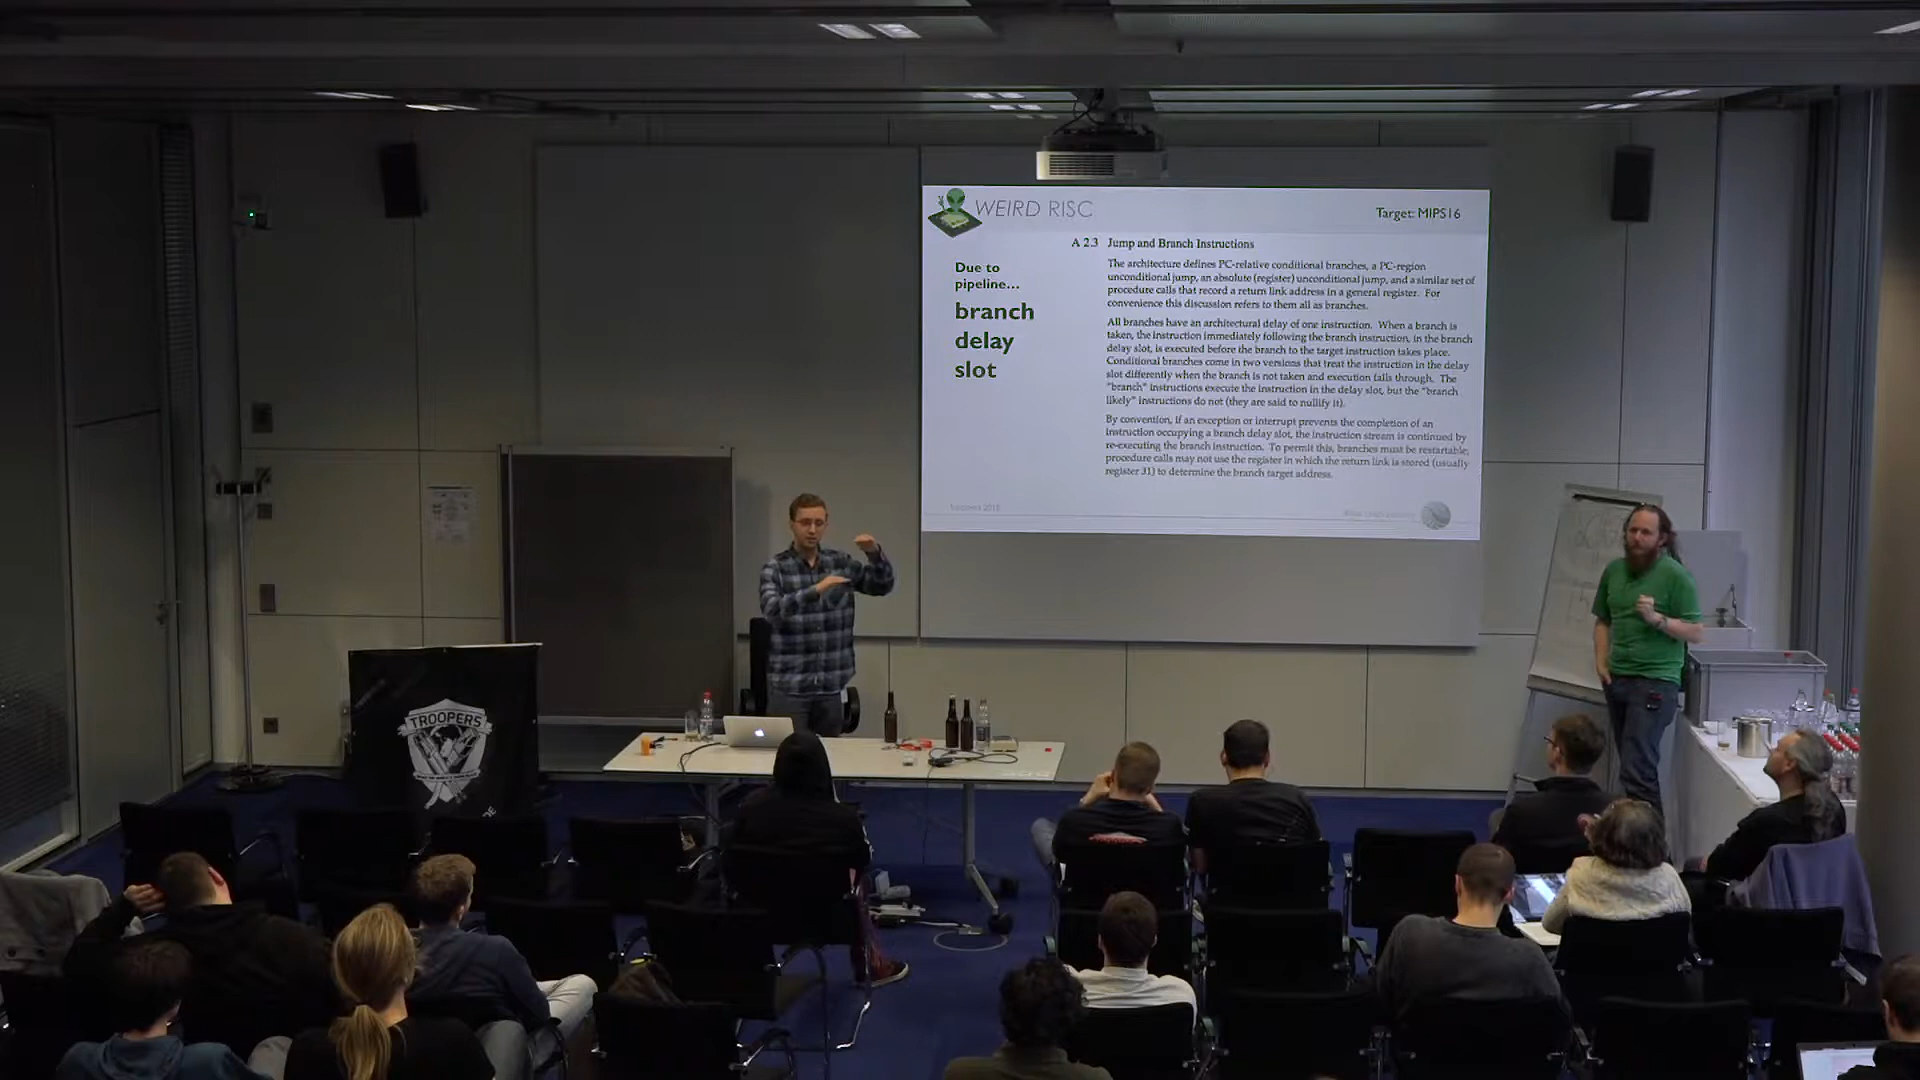 WEIRD RISC
Target: MIPS16
Due to
pipeline...
branch
delay
slot
A 2.3 Jump and Branch Instructions
The architecture defines PC-relative conditional branches, a PC-region
unconditional jump, an absolute (register) unconditional jump, and a similar set of
procedure calls that record a return link address in a general register. For
convenience this discussion refers to them all as branches.
All branches have an architectural delay of one instruction. When a branch is
taken, the instruction immediately following the branch instruction, in the branch
delay slot, is executed before the branch to the target instruction takes place.
Conditional branches come in two versions that treat the instruction in the delay
slot differently when the branch is not taken and execution falls through. The
"branch" instructions execute the instruction in the delay slot, but the "branch
likely" instructions do not (they are said to nullify it).
By convention, if an exception or interrupt prevents the completion of an
instruction occupying a branch delay slot, the instruction stream is continued by
re-executing the branch instruction. To permit this, branches must be restartable;
procedure calls may not use the register in which the return link is stored (usually
register 31) to determine the branch target address.
TROOPERS